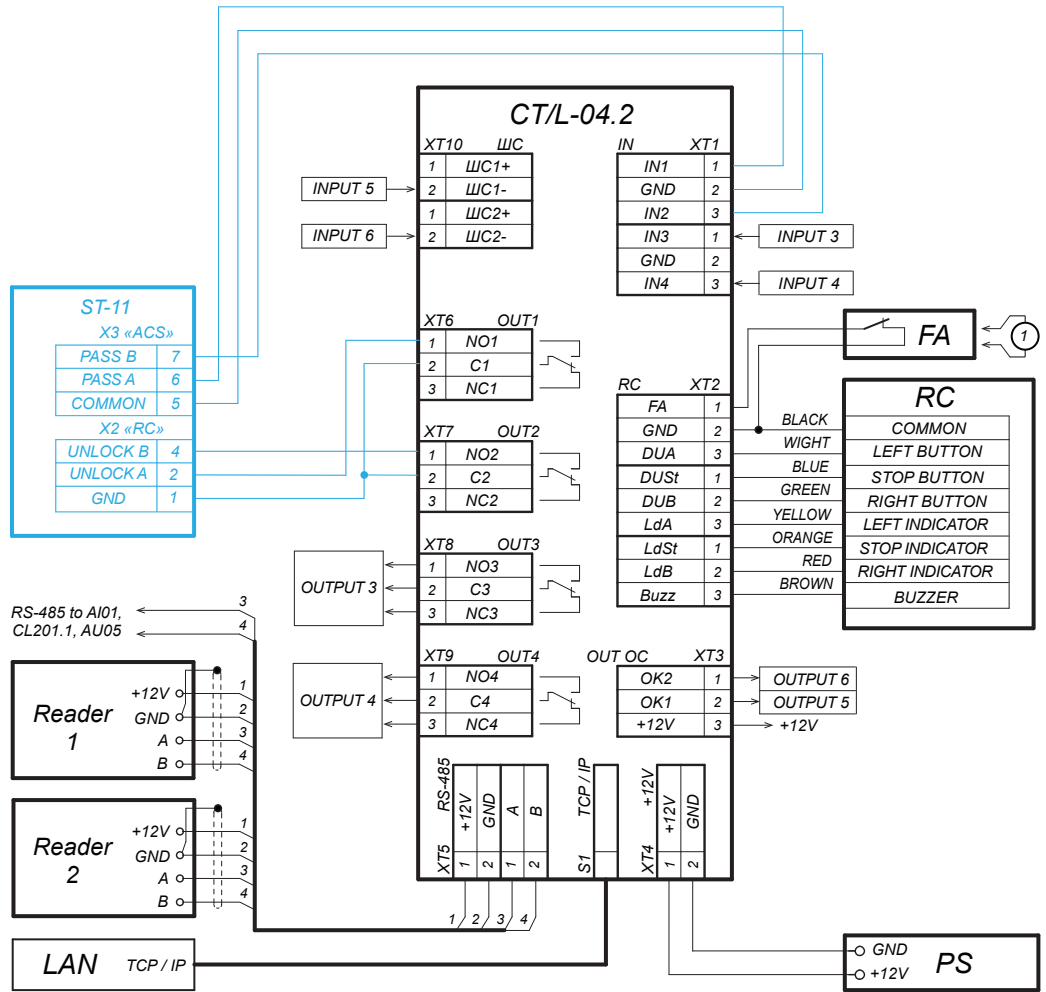 CT/L-04.2
XT10 ШС
1 ШС1+
2 ШС1-
1 ШС2+
2 ШС2-
INPUT 5
INPUT 6
IN XT1
IN1 1
GND 2
IN2 3
IN3 1
GND 2
IN4 3
INPUT 3
INPUT 4
ST-11
X3 «ACS»
PASS B 7
PASS A 6
COMMON 5
X2 «RC»
UNLOCK B 4
UNLOCK A 2
GND 1
XT6 OUT1
1 NO1
2 C1
3 NC1
XT7 OUT2
1 NO2
2 C2
3 NC2
XT8 OUT3
1 NO3
2 C3
3 NC3
OUTPUT 3
XT9 OUT4
1 NO4
2 C4
3 NC4
OUTPUT 4
FA
1
RC XT2
FA 1
GND 2
DUA 3
DUSt 1
DUB 2
LdA 3
LdSt 1
LdB 2
Buzz 3
BLACK
WIGHT
BLUE
GREEN
YELLOW
ORANGE
RED
BROWN
RC
COMMON
LEFT BUTTON
STOP BUTTON
RIGHT BUTTON
LEFT INDICATOR
STOP INDICATOR
RIGHT INDICATOR
BUZZER
OUT OC XT3
OK2 1
OK1 2
+12V 3
OUTPUT 6
OUTPUT 5
+12V
RS-485 to AI01,
CL201.1, AU05
3
4
Reader
1
+12V 1
GND 2
A 3
B 4
Reader
2
+12V 1
GND 2
A 3
B 4
XT5 RS-485
1 +12V
2 GND
1 A
2 B
1 2 3 4
S1 TCP / IP
XT4 +12V
1 +12V
2 GND
LAN TCP / IP
GND
+12V
PS